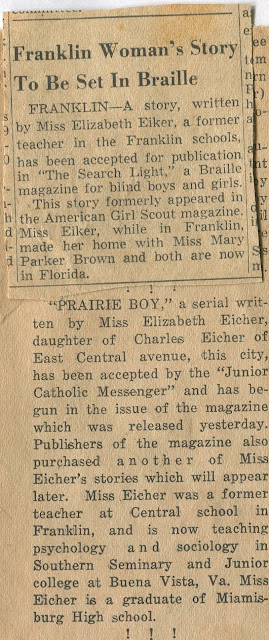 Franklin Woman's Story
To Be Set In Braille
FRANKLIN—A story, written
by Miss Elizabeth Eiker, a former
teacher in the Franklin schools,
has been accepted for publication
in "The Search Light," a Braille
magazine for blind boys and girls.
This story formerly appeared in
the American Girl Scout magazine.
Miss Eiker, while in Franklin,
made her home with Miss Mary
Parker Brown and both are now
in Florida.
! ! !
"PRAIRIE BOY," a serial writ-
ten by Miss Elizabeth Eicher,
daughter of Charles Eicher of
East Central avenue, this city,
has been accepted by the "Junior
Catholic Messenger" and has be-
gun in the issue of the magazine
which was released yesterday.
Publishers of the magazine also
purchased another of Miss
Eicher's stories which will appear
later. Miss Eicher was a former
teacher at Central school in
Franklin, and is now teaching
psychology and sociology in
Southern Seminary and Junior
college at Buena Vista, Va. Miss
Eicher is a graduate of Miamis-
burg High school.
! ! !